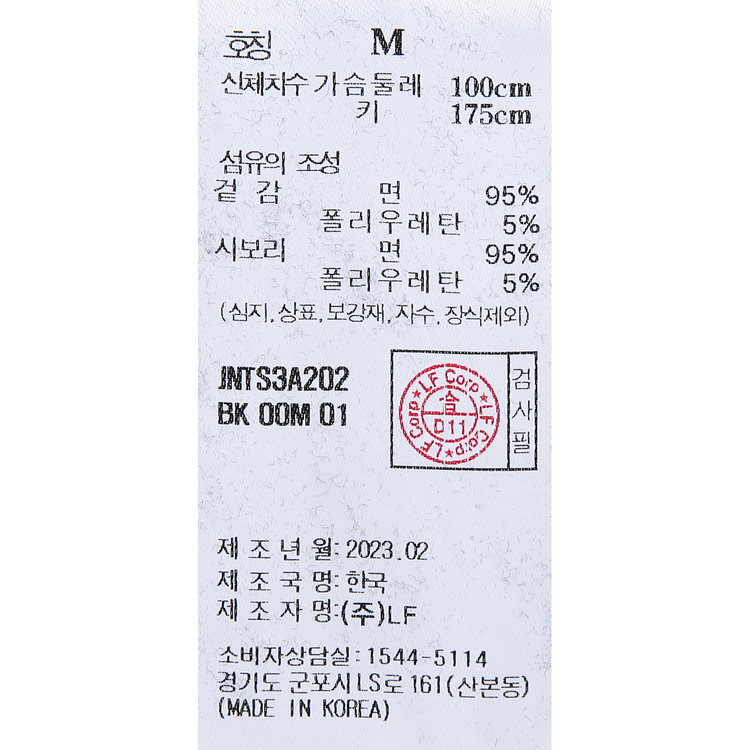 호칭 M
신체치수 가슴둘레 100cm
키 175cm
섬유의 조성
겉 감 면 95%
폴리우레탄 5%
시보리 면 95%
폴리우레탄 5%
(심지,상표,보강재,자수,장식제외)
JNTS3A202
BK 00M 01
LF Corp★LF Corp★LF Corp★
合
D11
검사필
제 조 년 월:2023.02
제 조 국 명:한국
제 조 자 명:(주)LF
소비자상담실:1544-5114
경기도 군포시LS로 161(산본동)
(MADE IN KOREA)